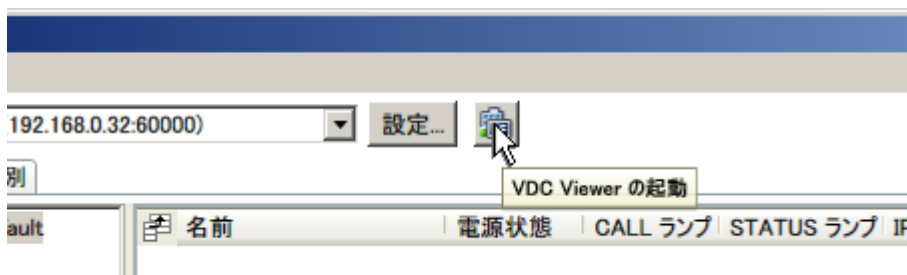 192.168.0.32:60000) 設定...
別
VDC Viewer の起動
ault 名前 電源状態 CALL ランプ STATUS ランプ IP